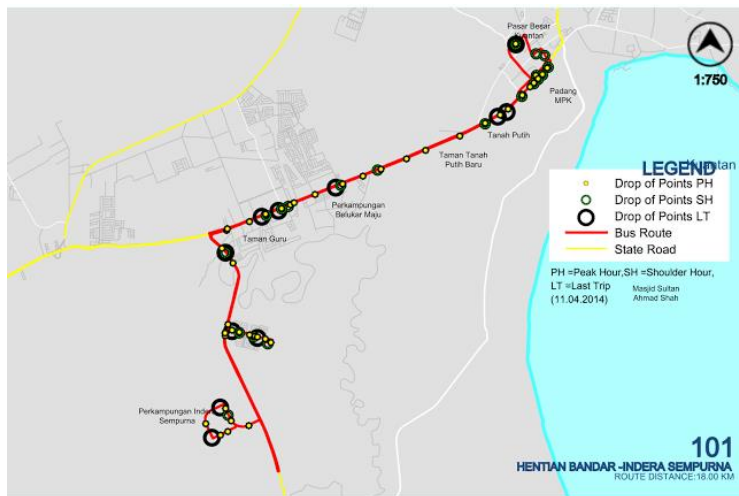 Pasar Besar
Kuantan
1:750
Padang
MPK
Tanah Putih
Taman Tanah
Putih Baru
Kuantan
LEGEND
Drop of Points PH
Drop of Points SH
Drop of Points LT
Bus Route
State Road
Perkampungan
Belukar Maju
Taman Guru
PH =Peak Hour,SH =Shoulder Hour,
LT =Last Trip
(11.04.2014)
Masjid Sultan
Ahmad Shah
Perkampungan Indera
Sempurna
101
HENTIAN BANDAR -INDERA SEMPURNA
ROUTE DISTANCE:18.00 KM